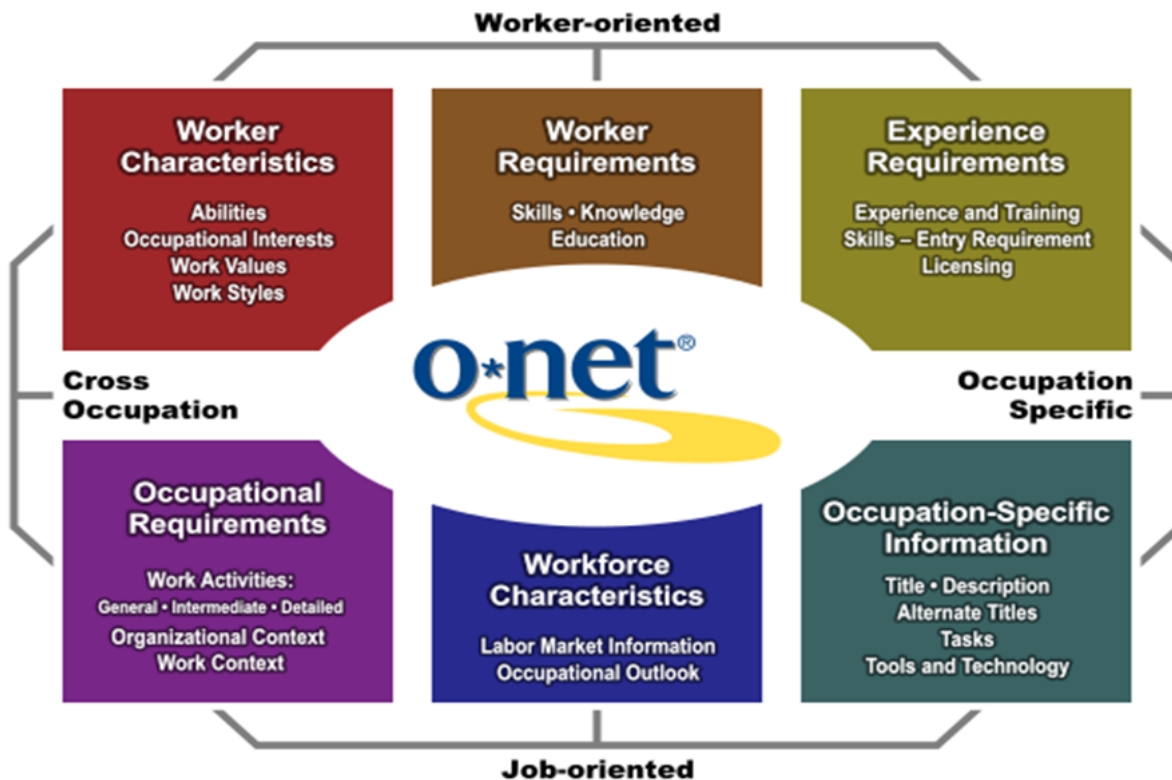 Worker-oriented
Worker
Characteristics
Abilities
Occupational Interests
Work Values
Work Styles
Worker
Requirements
Skills • Knowledge
Education
Experience
Requirements
Experience and Training
Skills – Entry Requirement
Licensing
o*net®
Cross
Occupation
Occupation
Specific
Occupational
Requirements
Work Activities:
General • Intermediate • Detailed
Organizational Context
Work Context
Workforce
Characteristics
Labor Market Information
Occupational Outlook
Occupation-Specific
Information
Title • Description
Alternate Titles
Tasks
Tools and Technology
Job-oriented